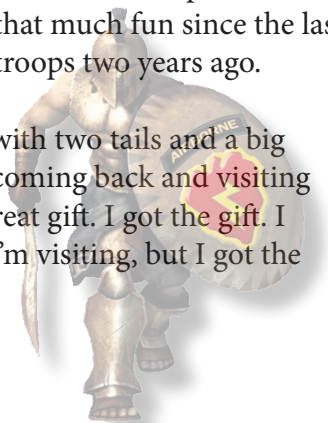 that much fun since the las
troops two years ago.
with two tails and a big
coming back and visiting
reat gift. I got the gift. I
'm visiting, but I got the
AIRBORNE